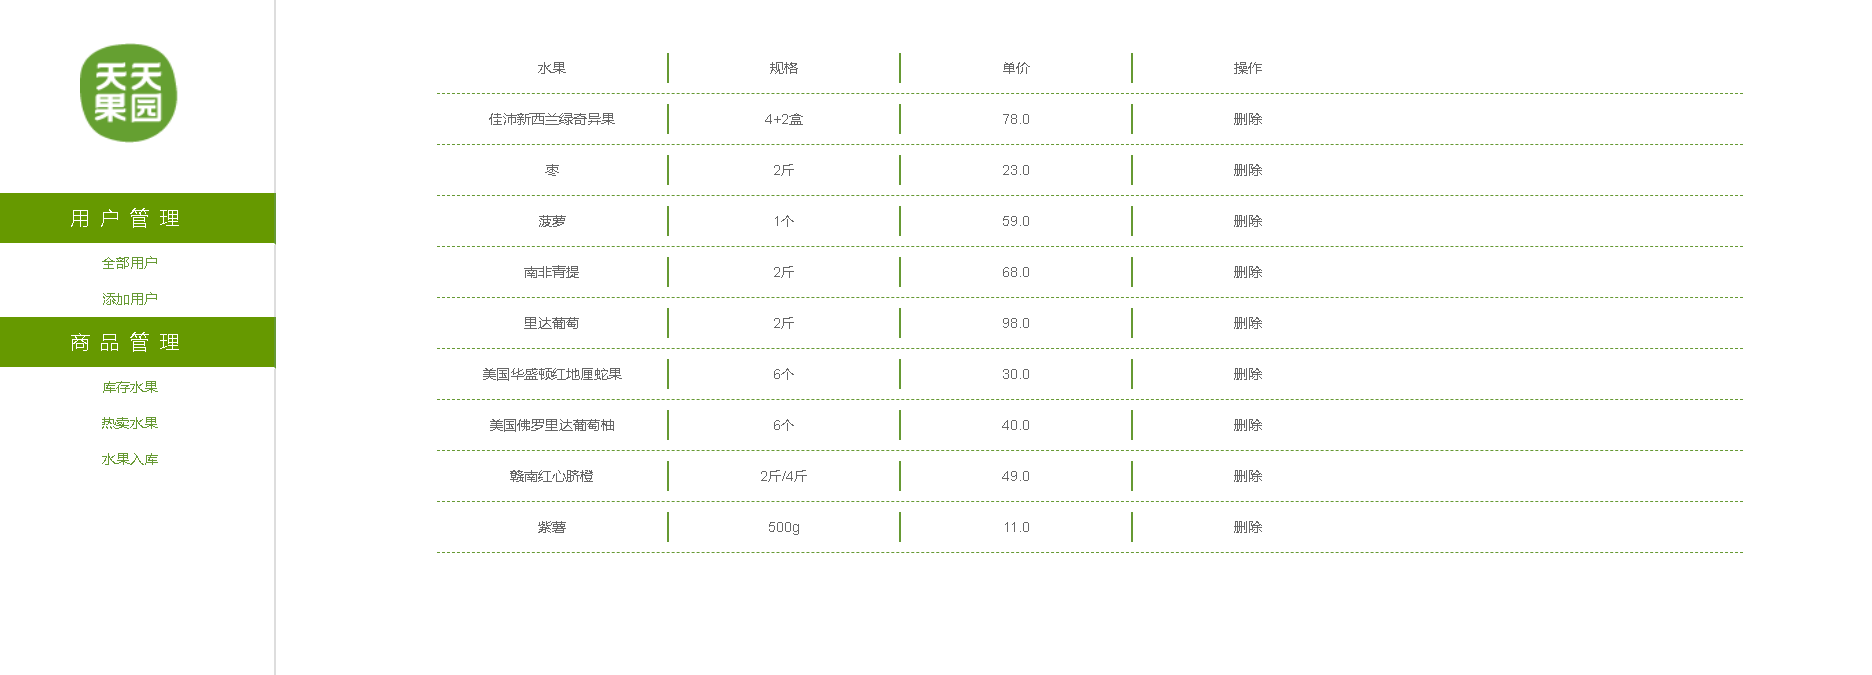 天天
果园
用户管理
全部用户
添加用户
商品管理
库存水果
热卖水果
水果入库
水果 规格 单价 操作
佳沛新西兰绿奇异果 4+2盒 78.0 删除
枣 2斤 23.0 删除
菠萝 1个 59.0 删除
南非青提 2斤 68.0 删除
里达葡萄 2斤 98.0 删除
美国华盛顿红地厘蛇果 6个 30.0 删除
美国佛罗里达葡萄柚 6个 40.0 删除
赣南红心脐橙 2斤/4斤 49.0 删除
紫薯 500g 11.0 删除